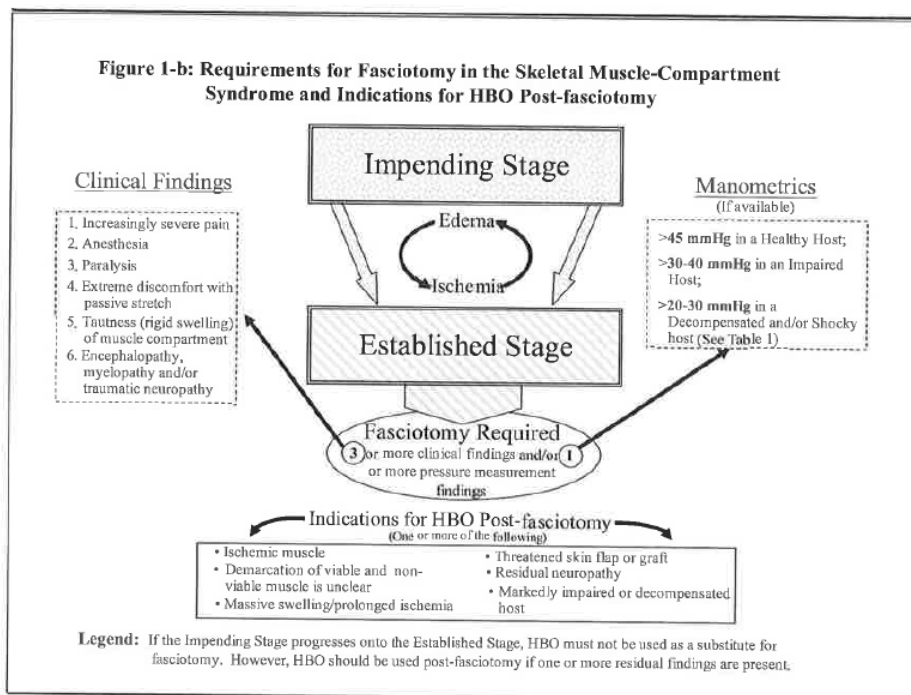 Figure 1-b: Requirements for Fasciotomy in the Skeletal Muscle-Compartment
Syndrome and Indications for HBO Post-fasciotomy
Impending Stage
Clinical Findings
1. Increasingly severe pain
2. Anesthesia
3. Paralysis
4. Extreme discomfort with
passive stretch
5. Tautness (rigid swelling)
of muscle compartment
6. Encephalopathy,
myelopathy and/or
traumatic neuropathy
Edema
Ischemia
Manometrics
(If available)
>45 mmHg in a Healthy Host;
>30-40 mmHg in an Impaired
Host;
>20-30 mmHg in a
Decompensated and/or Shocky
host (See Table 1)
Established Stage
Fasciotomy Required
3 or more clinical findings and/or 1
or more pressure measurement
findings
Indications for HBO Post-fasciotomy
(One or more of the following)
• Ischemic muscle
• Demarcation of viable and non-
viable muscle is unclear
• Massive swelling/prolonged ischemia
• Threatened skin flap or graft
• Residual neuropathy
• Markedly impaired or decompensated
host
Legend: If the Impending Stage progresses onto the Established Stage, HBO must not be used as a substitute for
fasciotomy. However, HBO should be used post-fasciotomy if one or more residual findings are present.